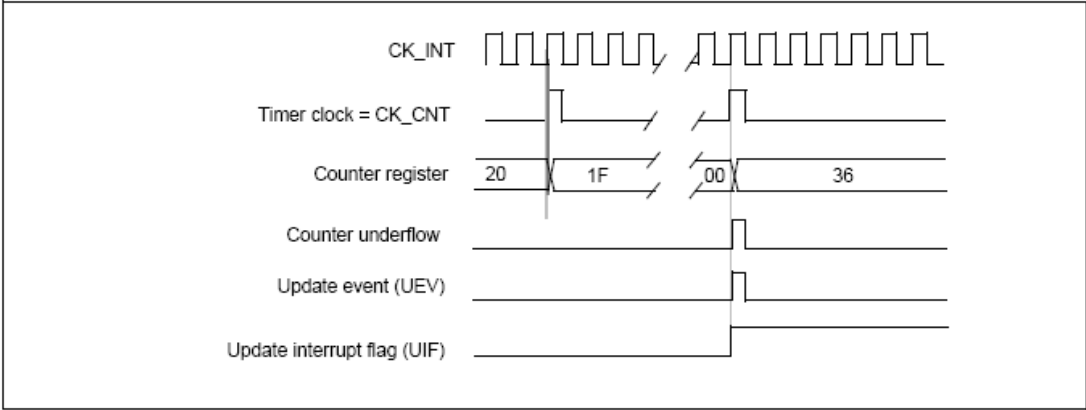 CK_INT
Timer clock = CK_CNT
Counter register 20 1F 00 36
Counter underflow
Update event (UEV)
Update interrupt flag (UIF)